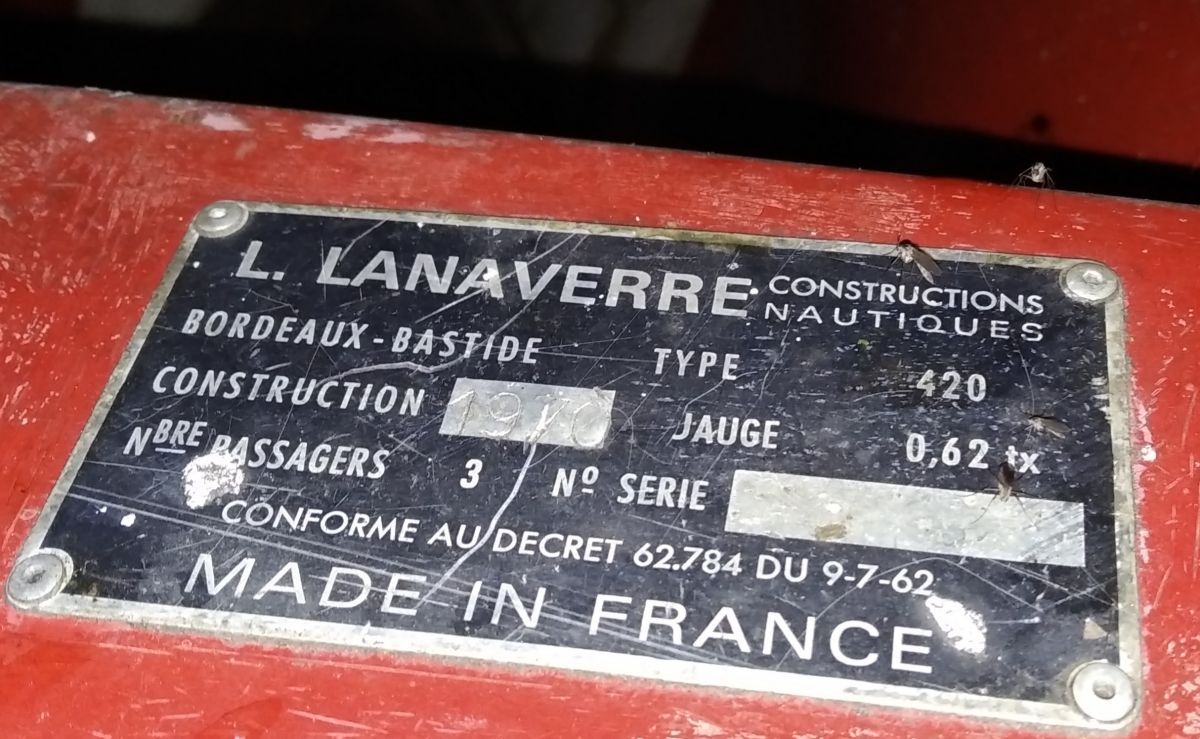 L. LANAVERRE CONSTRUCTIONS NAUTIQUES
BORDEAUX-BASTIDE TYPE 420
CONSTRUCTION 1970 JAUGE 0,62 tx
NBRE PASSAGERS 3 Nº SERIE
CONFORME AU DECRET 62.784 DU 9-7-62
MADE IN FRANCE